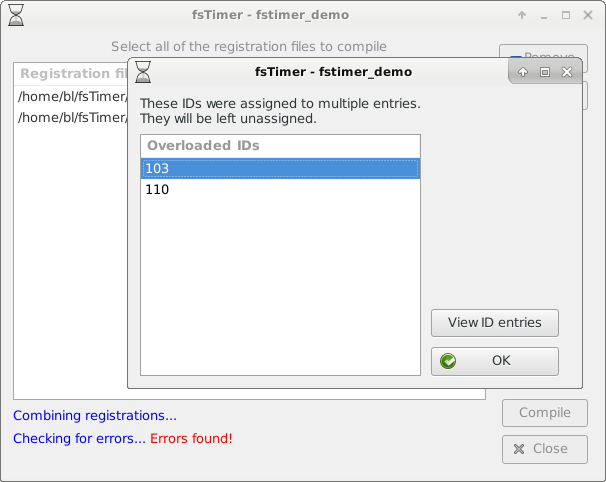 fsTimer - fstimer_demo
Select all of the registration files to compile
Remove
Registration
/home/bl/fsTimer/
/home/bl/fsTimer/
fsTimer - fstimer_demo
These IDs were assigned to multiple entries.
They will be left unassigned.
Overloaded IDs
103
110
View ID entries
OK
Combining registrations...
Checking for errors... Errors found!
Compile
Close